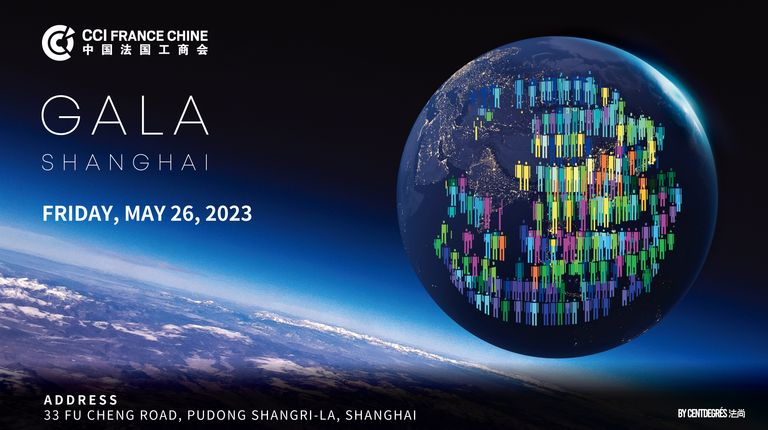 CCI FRANCE CHINE
中国法国工商会
GALA
SHANGHAI
FRIDAY, MAY 26, 2023
ADDRESS
33 FU CHENG ROAD, PUDONG SHANGRI-LA, SHANGHAI
BY CENTDEGRÉS 法尚